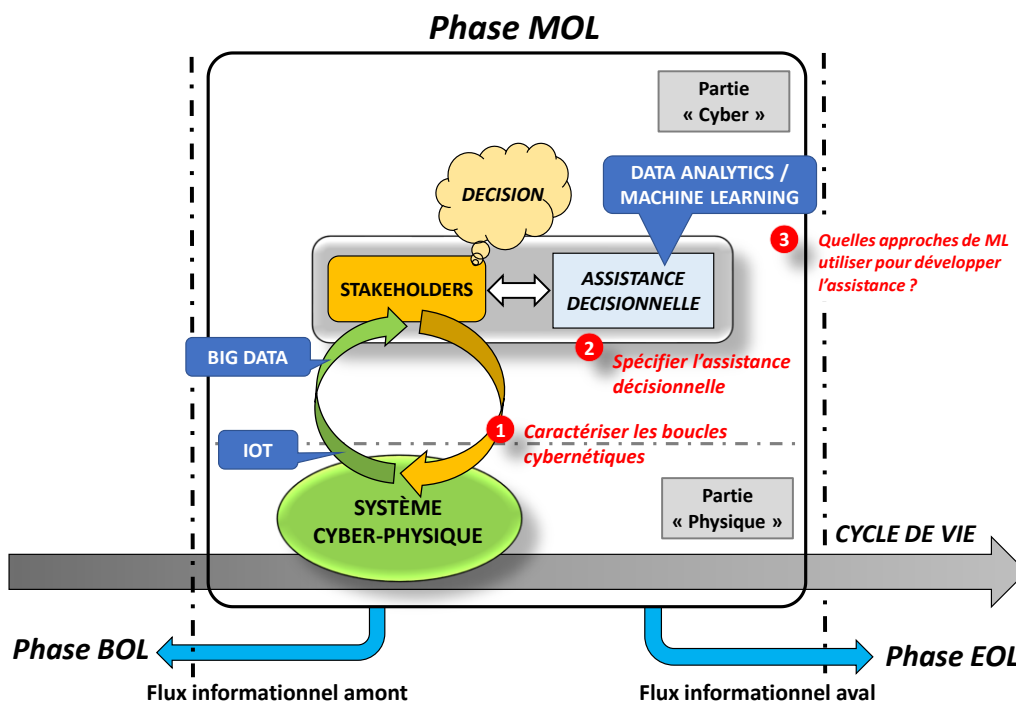 Phase MOL
Partie
« Cyber »
DECISION
DATA ANALYTICS /
MACHINE LEARNING
3
Quelles approches de ML
utiliser pour développer
l'assistance ?
STAKEHOLDERS
ASSISTANCE
DECISIONNELLE
2
Spécifier l'assistance
décisionnelle
BIG DATA
1
Caractériser les boucles
cybernétiques
IOT
Partie
« Physique »
SYSTÈME
CYBER-PHYSIQUE
CYCLE DE VIE
Phase BOL
Phase EOL
Flux informationnel amont
Flux informationnel aval